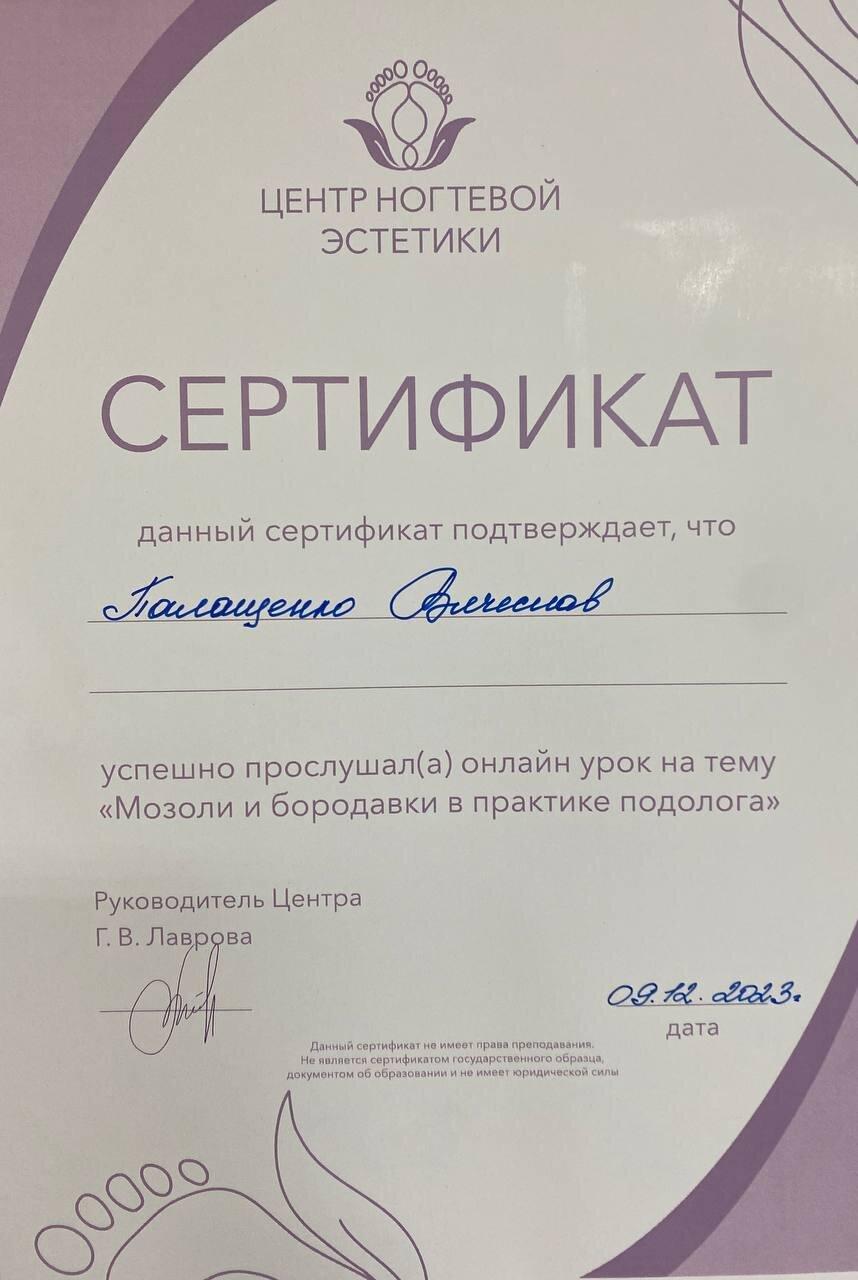 ЦЕНТР НОГТЕВОЙ
ЭСТЕТИКИ
СЕРТИФИКАТ
данный сертификат подтверждает, что
Палащенко Вячеслав
успешно прослушал(а) онлайн урок на тему
«Мозоли и бородавки в практике подолога»
Руководитель Центра
Г. В. Лаврова
09.12.2023г
дата
Данный сертификат не имеет права преподавания.
Не является сертификатом государственного образца,
документом об образовании и не имеет юридической силы